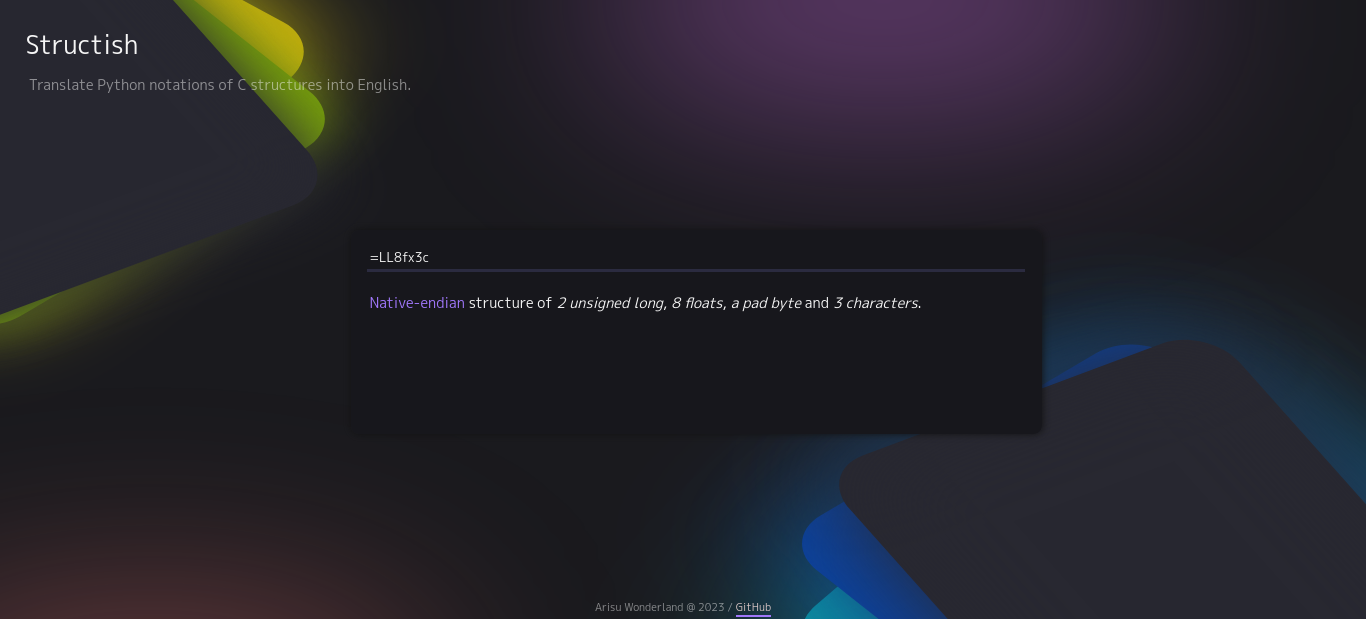 Structish
Translate Python notations of C structures into English.
=LL8fx3c
Native-endian structure of 2 unsigned long, 8 floats, a pad byte and 3 characters.
Arisu Wonderland @ 2023 / GitHub